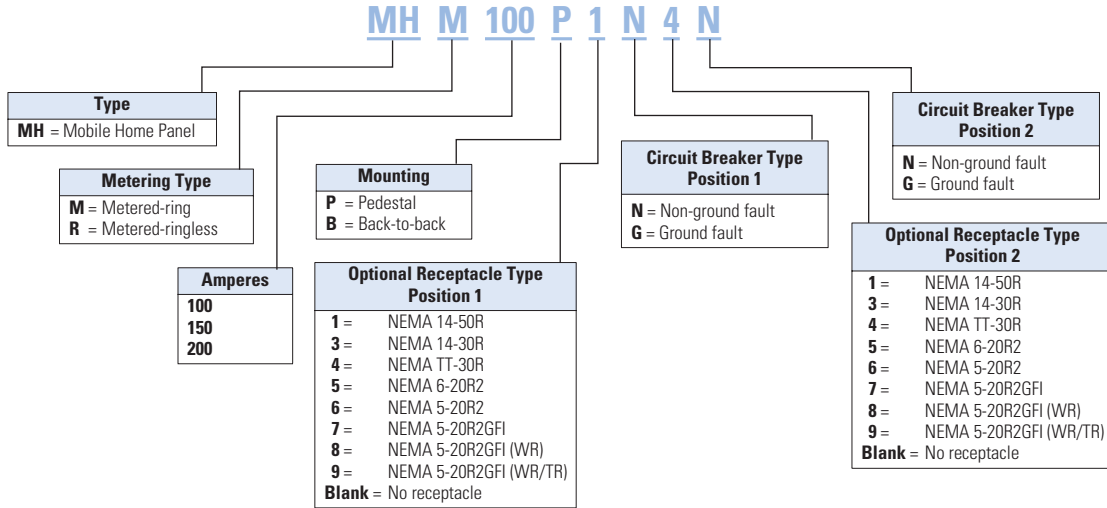 MH M 100 P 1 N 4 N
Type
MH = Mobile Home Panel
Metering Type
M = Metered-ring
R = Metered-ringless
Amperes
100
150
200
Mounting
P = Pedestal
B = Back-to-back
Optional Receptacle Type
Position 1
1 = NEMA 14-50R
3 = NEMA 14-30R
4 = NEMA TT-30R
5 = NEMA 6-20R2
6 = NEMA 5-20R2
7 = NEMA 5-20R2GFI
8 = NEMA 5-20R2GFI (WR)
9 = NEMA 5-20R2GFI (WR/TR)
Blank = No receptacle
Circuit Breaker Type
Position 1
N = Non-ground fault
G = Ground fault
Optional Receptacle Type
Position 2
1 = NEMA 14-50R
3 = NEMA 14-30R
4 = NEMA TT-30R
5 = NEMA 6-20R2
6 = NEMA 5-20R2
7 = NEMA 5-20R2GFI
8 = NEMA 5-20R2GFI (WR)
9 = NEMA 5-20R2GFI (WR/TR)
Blank = No receptacle
Circuit Breaker Type
Position 2
N = Non-ground fault
G = Ground fault